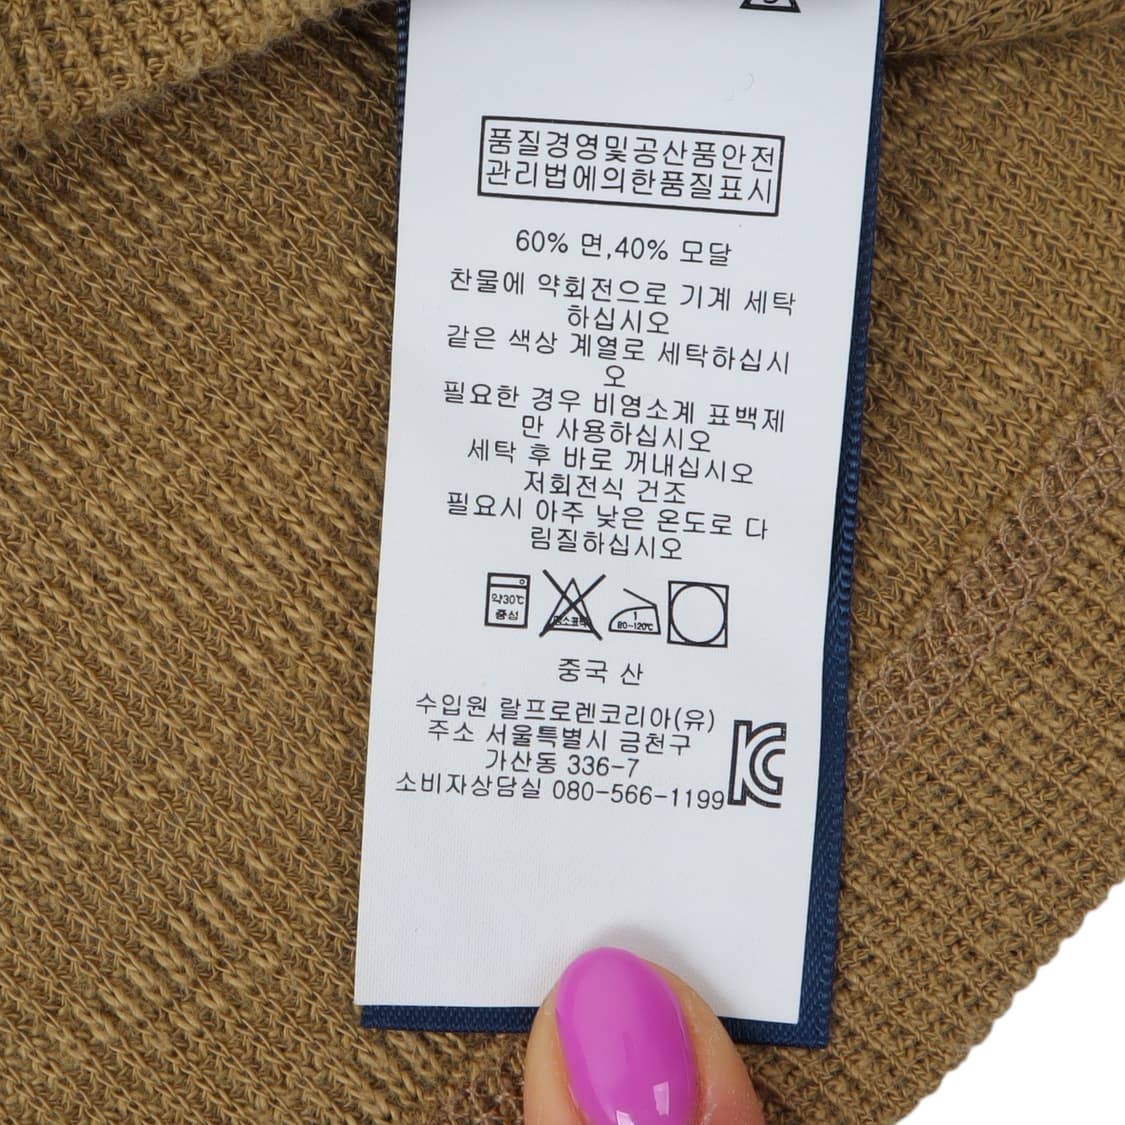 품질경영및공산품안전
관리법에의한품질표시
60% 면,40% 모달
찬물에 약회전으로 기계 세탁
하십시오
같은 색상 계열로 세탁하십시
오
필요한 경우 비염소계 표백제
만 사용하십시오
세탁 후 바로 꺼내십시오
저회전식 건조
필요시 아주 낮은 온도로 다
림질하십시오
약30℃
중성
1
80~120℃
중국 산
수입원 랄프로렌코리아(유)
주소 서울특별시 금천구
가산동 336-7
소비자상담실 080-566-1199